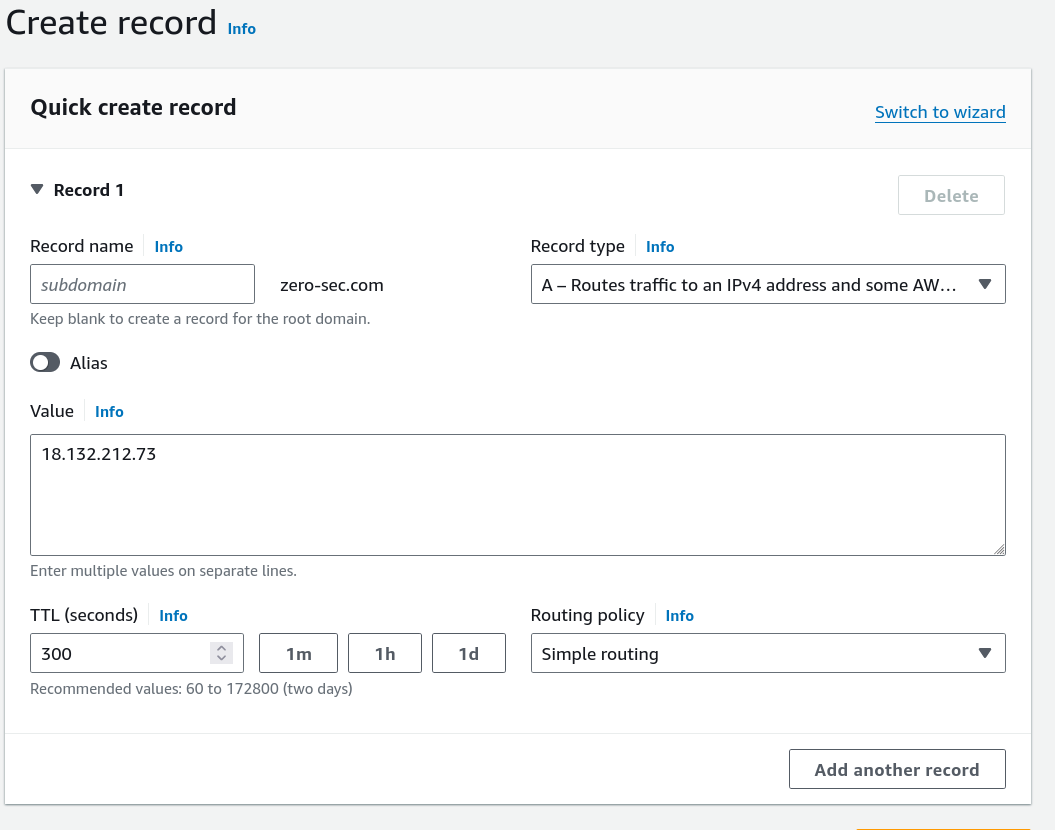 Create record Info
Quick create record
Switch to wizard
Record 1
Delete
Record name Info
Record type Info
subdomain
zero-sec.com
A – Routes traffic to an IPv4 address and some AW...
Keep blank to create a record for the root domain.
Alias
Value Info
18.132.212.73
Enter multiple values on separate lines.
TTL (seconds) Info
Routing policy Info
300
1m
1h
1d
Simple routing
Recommended values: 60 to 172800 (two days)
Add another record